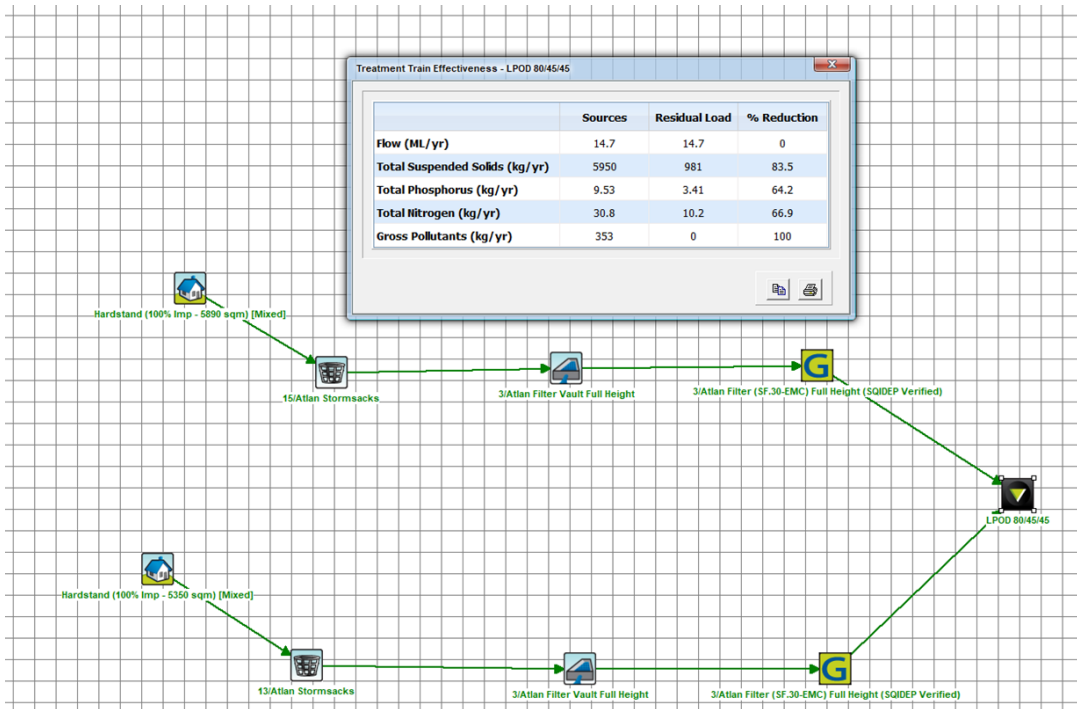 Treatment Train Effectiveness - LPOD 80/45/45
Sources Residual Load % Reduction
Flow (ML/yr) 14.7 14.7 0
Total Suspended Solids (kg/yr) 5950 981 83.5
Total Phosphorus (kg/yr) 9.53 3.41 64.2
Total Nitrogen (kg/yr) 30.8 10.2 66.9
Gross Pollutants (kg/yr) 353 0 100
Hardstand (100% Imp - 5890 sqm) [Mixed]
15/Atlan Stormsacks
3/Atlan Filter Vault Full Height
G
3/Atlan Filter (SF.30-EMC) Full Height (SQIDEP Verified)
LPOD 80/45/45
Hardstand (100% Imp - 5350 sqm) [Mixed]
13/Atlan Stormsacks
3/Atlan Filter Vault Full Height
G
3/Atlan Filter (SF.30-EMC) Full Height (SQIDEP Verified)